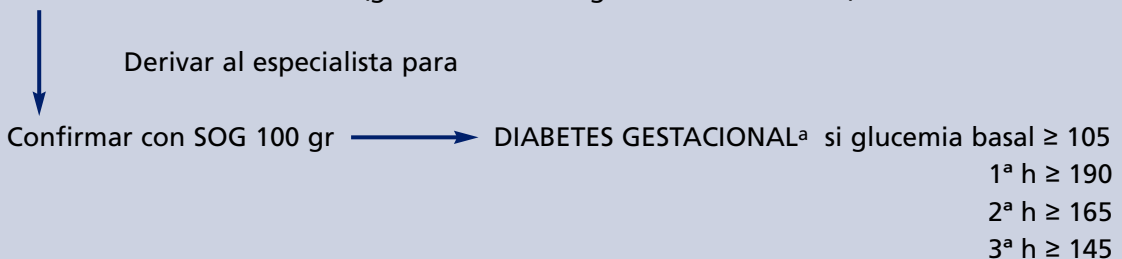 Derivar al especialista para
Confirmar con SOG 100 gr DIABETES GESTACIONALª si glucemia basal ≥ 105
1ª h ≥ 190
2ª h ≥ 165
3ª h ≥ 145